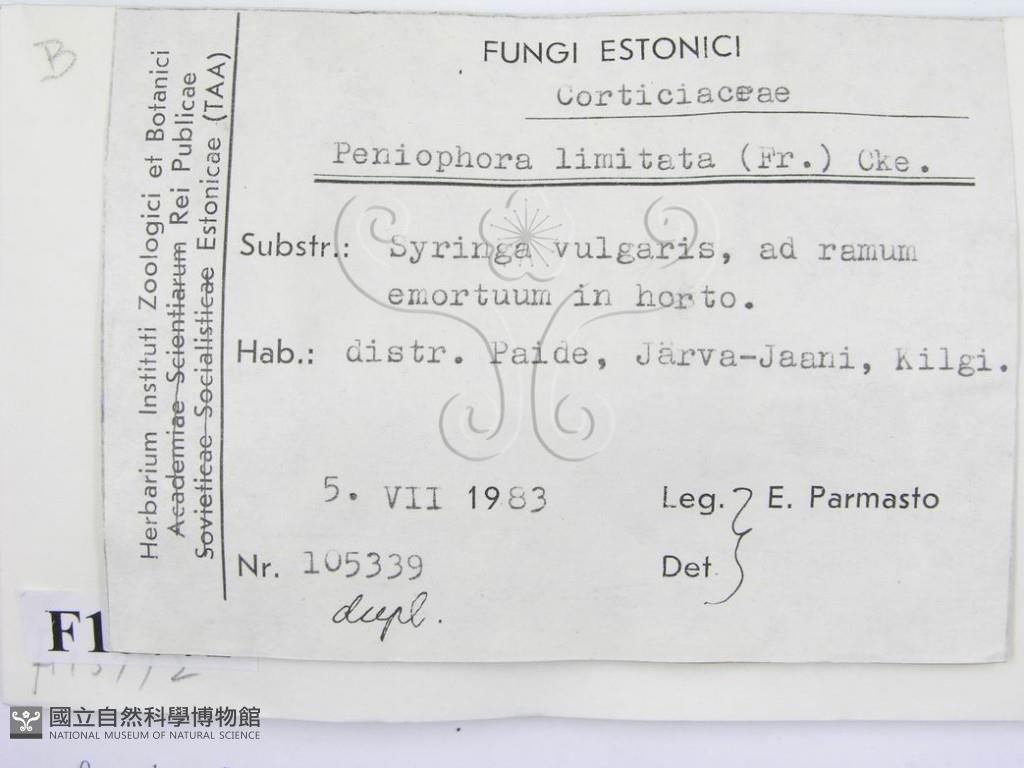 B
Herbarium Instituti Zoologici et Botanici
Academiae Scientiarum Rei Publicae
Sovieticae Socialisticae Estonicae (TAA)
FUNGI ESTONICI
Corticiaceae
Peniophora limitata (Fr.) Cke.
Substr.: Syringa vulgaris, ad ramum
emortuum in horto.
Hab.: distr. Paide, Järva-Jaani, Kilgi.
5. VII 1983
Leg. E. Parmasto
Det
Nr. 105339
dupl.
國立自然科學博物館
NATIONAL MUSEUM OF NATURAL SCIENCE